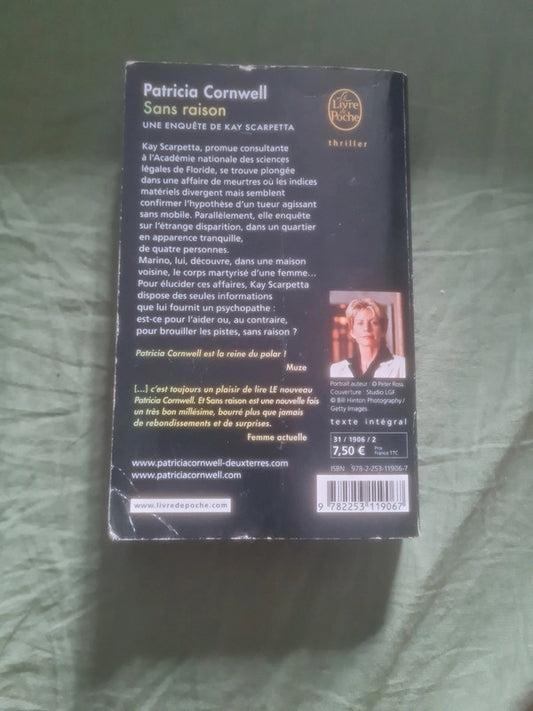 Patricia Cornwell
Sans raison
UNE ENQUÊTE DE KAY SCARPETTA
Le
Livre
de
Poche
thriller
Kay Scarpetta, promue consultante
à l'Académie nationale des sciences
légales de Floride, se trouve plongée
dans une affaire de meurtres où les indices
matériels divergent mais semblent
confirmer l'hypothèse d'un tueur agissant
sans mobile. Parallèlement, elle enquête
sur l'étrange disparition, dans un quartier
en apparence tranquille,
de quatre personnes.
Marino, lui, découvre, dans une maison
voisine, le corps martyrisé d'une femme...
Pour élucider ces affaires, Kay Scarpetta
dispose des seules informations
que lui fournit un psychopathe :
est-ce pour l'aider ou, au contraire,
pour brouiller les pistes, sans raison ?
Patricia Cornwell est la reine du polar !
Muze
[...] c'est toujours un plaisir de lire LE nouveau
Patricia Cornwell. Et Sans raison est une nouvelle fois
un très bon millésime, bourré plus que jamais
de rebondissements et de surprises.
Femme actuelle
www.patriciacornwell-deuxterres.com
www.patriciacornwell.com
www.livredepoche.com
Portrait auteur : © Peter Ross.
Couverture : Studio LGF.
© Bill Hinton Photography /
Getty Images.
texte intégral
31 / 1906 / 2
7,50 € Prix
France TTC
ISBN 978-2-253-11906-7
9 782253 119067